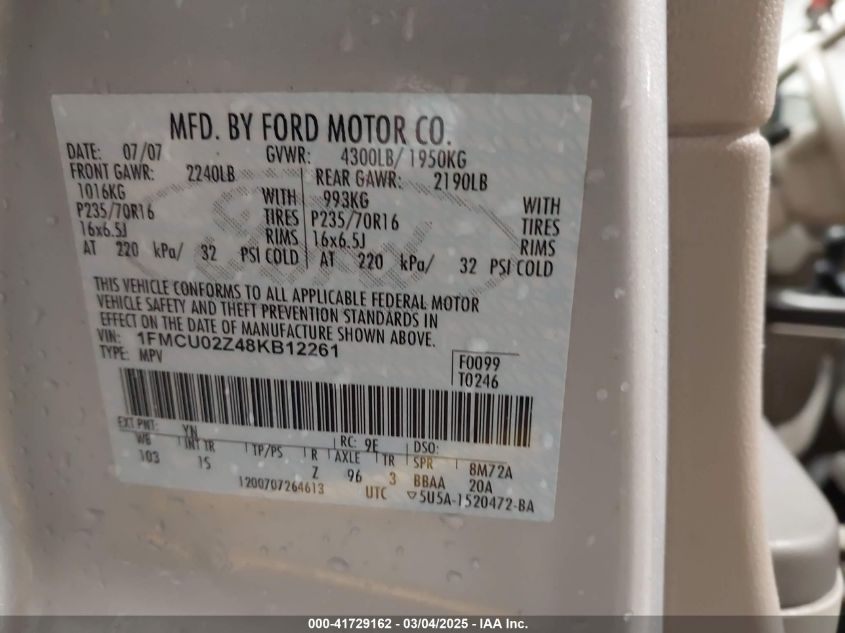 MFD. BY FORD MOTOR CO.
DATE: 07/07 GVWR: 4300LB/ 1950KG
FRONT GAWR: 2240LB REAR GAWR: 2190LB
1016KG WITH 993KG WITH
P235/70R16 TIRES P235/70R16 TIRES
16x6.5J RIMS 16x6.5J RIMS
AT 220 kPa/ 32 PSI COLD AT 220 kPa/ 32 PSI COLD
THIS VEHICLE CONFORMS TO ALL APPLICABLE FEDERAL MOTOR
VEHICLE SAFETY AND THEFT PREVENTION STANDARDS IN
EFFECT ON THE DATE OF MANUFACTURE SHOWN ABOVE.
VIN: 1FMCU02Z48KB12261
TYPE: MPV
F0099
T0246
EXT PNT: YN RC: 9E DSO:
WB INT TR TP/PS R AXLE TR SPR 8M72A
103 15 Z 96 3 BBAA 20A
1200707264613 UTC ▽5U5A-1520472-BA
000-41729162 - 03/04/2025 - IAA Inc.